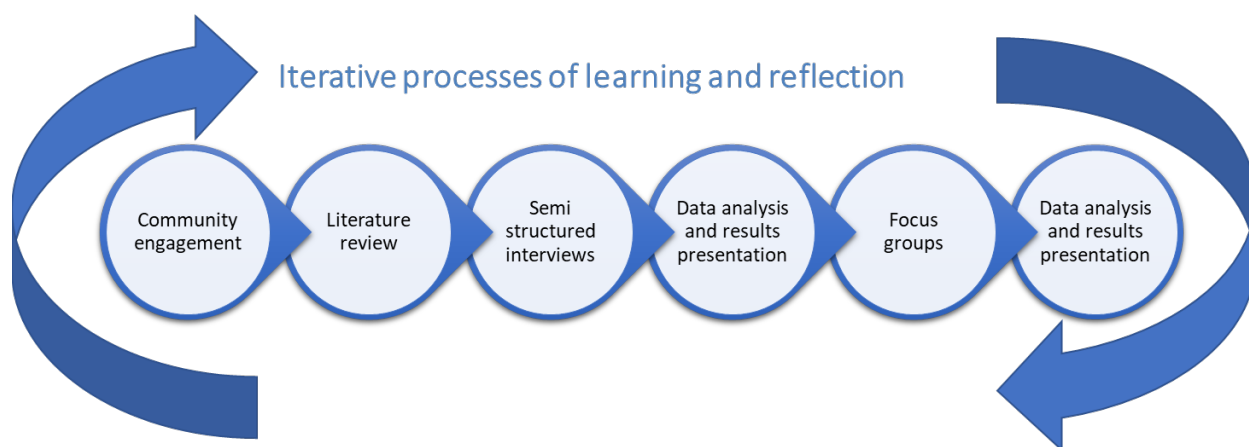 Iterative processes of learning and reflection
Community
engagement
Literature
review
Semi
structured
interviews
Data analysis
and results
presentation
Focus
groups
Data analysis
and results
presentation